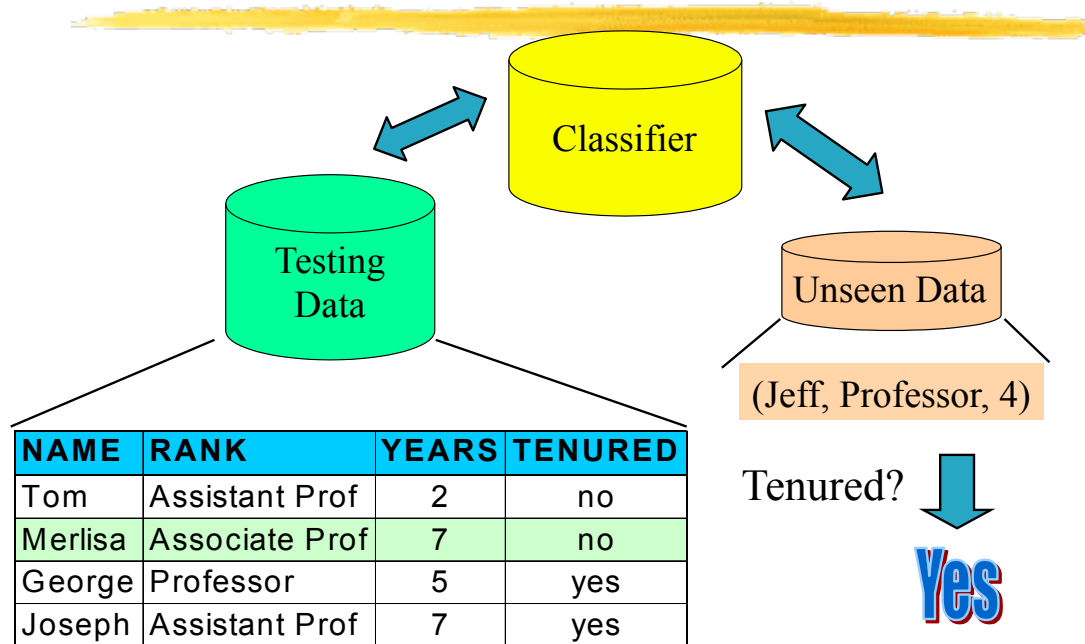 Classifier
Testing
Data
Unseen Data
(Jeff, Professor, 4)
NAME RANK YEARS TENURED
Tom Assistant Prof 2 no
Merlisa Associate Prof 7 no
George Professor 5 yes
Joseph Assistant Prof 7 yes
Tenured?
Yes